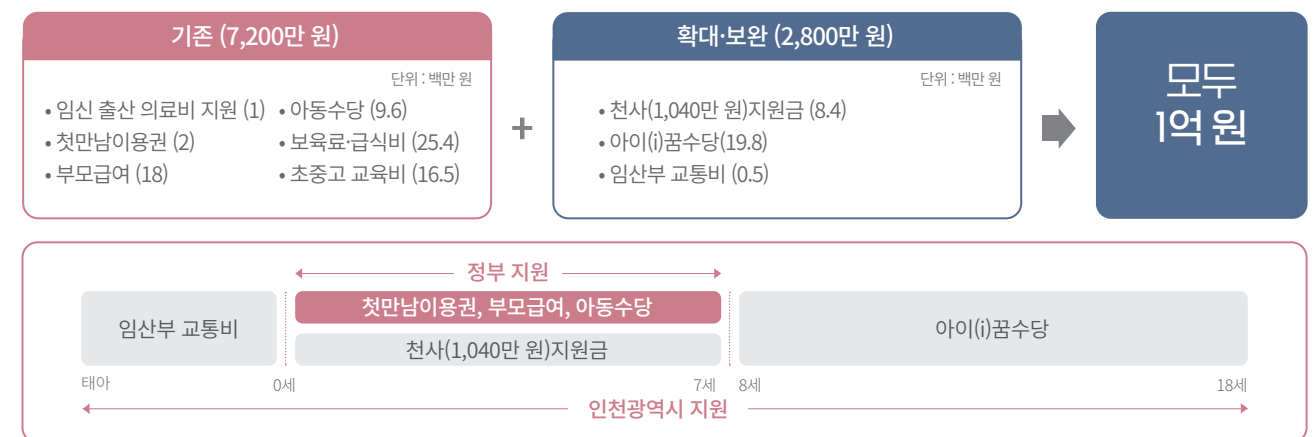 기존 (7,200만 원)
단위 : 백만 원
• 임신 출산 의료비 지원 (1) • 아동수당 (9.6)
• 첫만남이용권 (2) • 보육료·급식비 (25.4)
• 부모급여 (18) • 초중고 교육비 (16.5)
+
확대·보완 (2,800만 원)
단위 : 백만 원
• 천사(1,040만 원)지원금 (8.4)
• 아이(i)꿈수당(19.8)
• 임산부 교통비 (0.5)
모두
1억 원
정부 지원
임산부 교통비
첫만남이용권, 부모급여, 아동수당
천사(1,040만 원)지원금
아이(i)꿈수당
태아 0세 7세 8세 18세
인천광역시 지원